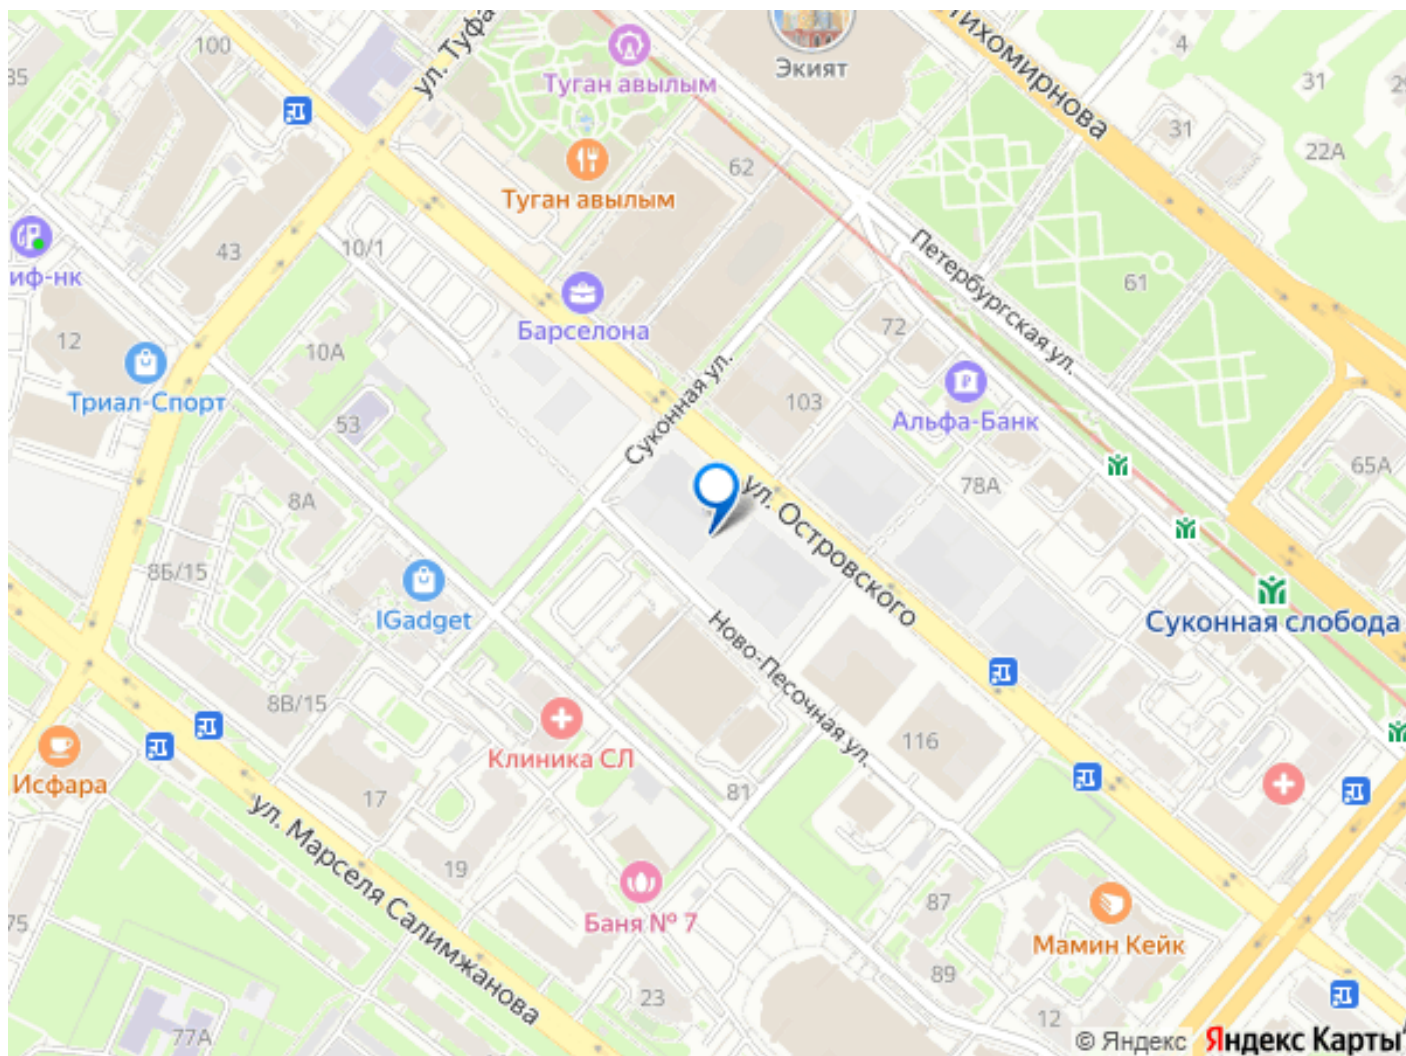 100
ул. Туфа
Туган авылым
Экият
Тихомирнова
4
31
31
22А
35
62
Туган авылым
43
10/1
иф-нк
Барселона
Петербургская ул.
61
12
10А
72
Суконная ул.
Триал-Спорт
53
103
Альфа-Банк
65А
8А
78А
ул. Островского
8Б/15
IGadget
Суконная слобода
Ново-Песочная ул.
8В/15
Клиника СЛ
116
Исфара
17
81
ул. Марселя Салимжанова
19
87
Баня № 7
Мамин Кейк
75
89
23
12
77А
© Яндекс Яндекс Карты